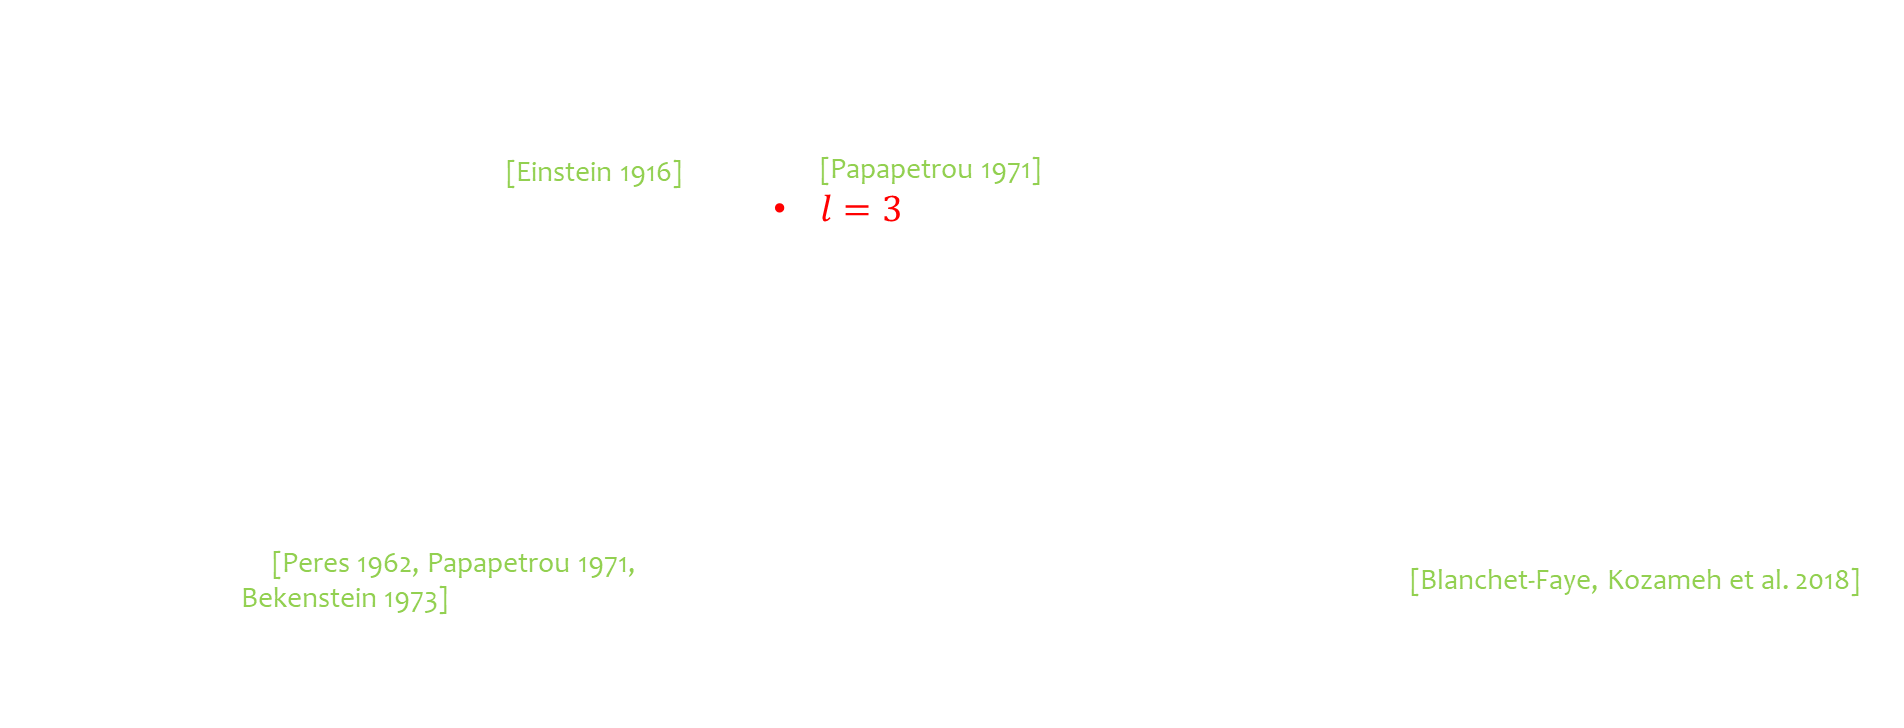 [Einstein 1916]
[Papapetrou 1971]
• l = 3
[Peres 1962, Papapetrou 1971,
Bekenstein 1973]
[Blanchet-Faye, Kozameh et al. 2018]